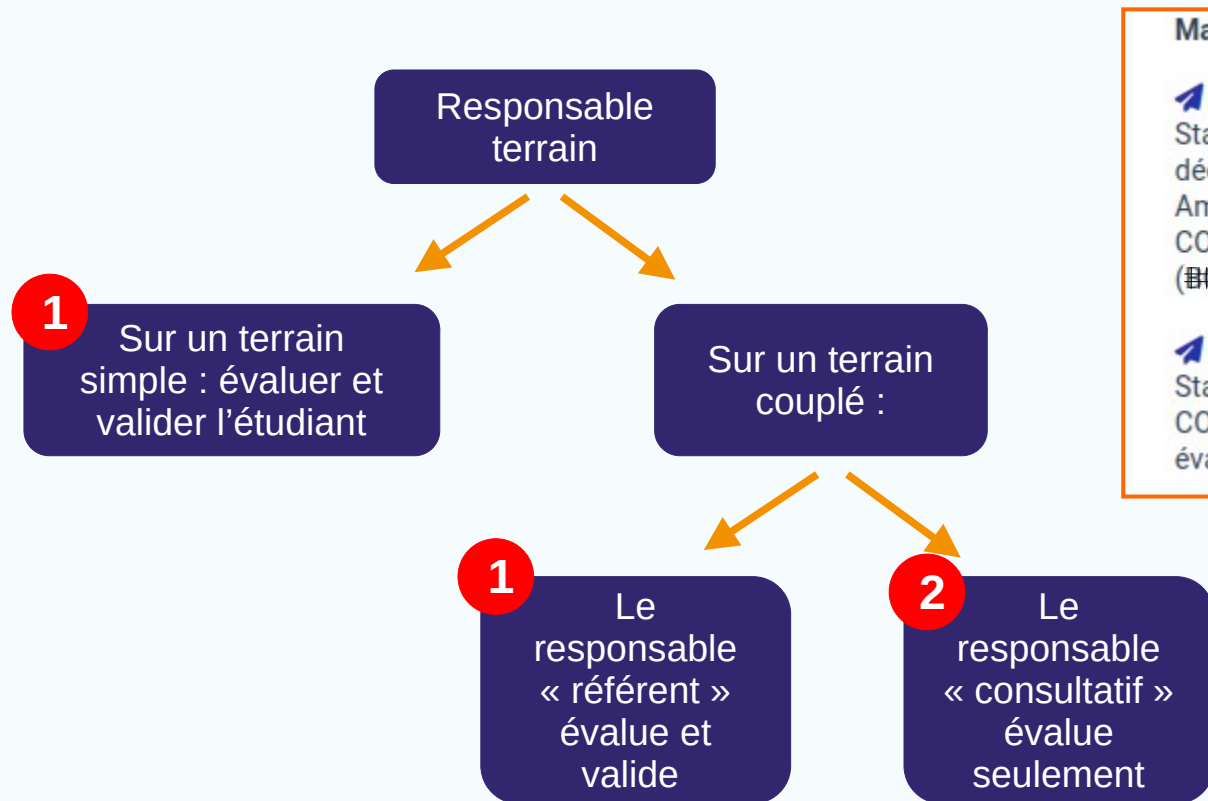 Responsable
terrain
1
Sur un terrain
simple : évaluer et
valider l’étudiant
Sur un terrain
couplé :
1
Le
responsable
« référent »
évalue et
valide
2
Le
responsable
« consultatif »
évalue
seulement
Ma
Sta
dé
Am
CO
Sta
CO
éva